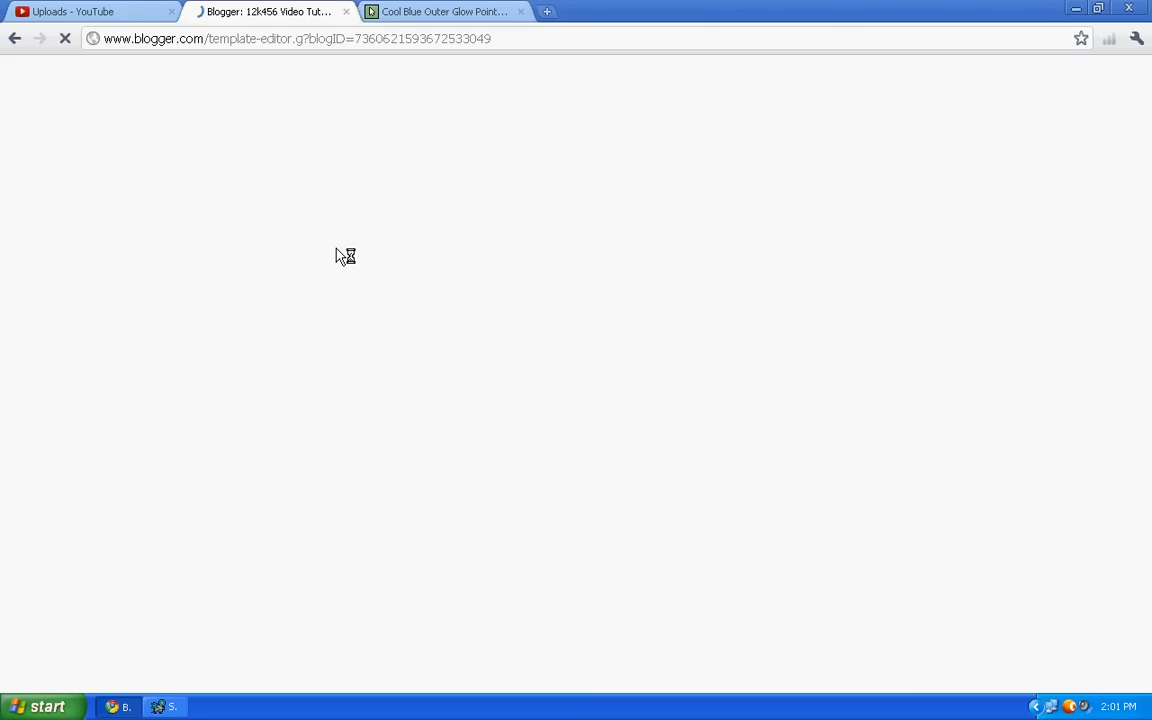 Uploads - YouTube
Blogger: 12k456 Video Tut...
Cool Blue Outer Glow Point...
www.blogger.com/template-editor.g?blogID=7360621593672533049
start
B.
S.
2:01 PM